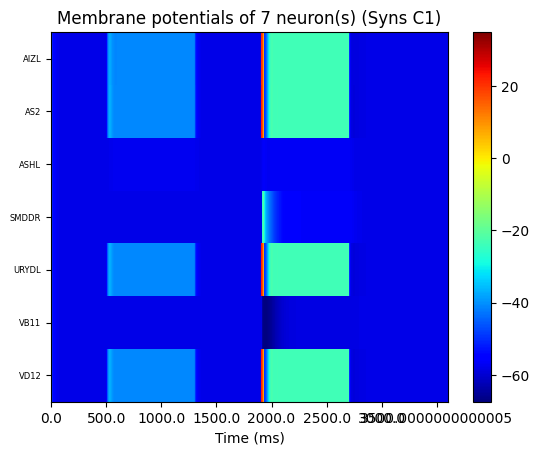 Membrane potentials of 7 neuron(s) (Syns C1)
AIZL
AS2
ASHL
SMDDR
URYDL
VB11
VD12
20
0
−20
−40
−60
0.0 500.0 1000.0 1500.0 2000.0 2500.0 3000.0 3500.0000000000005
Time (ms)